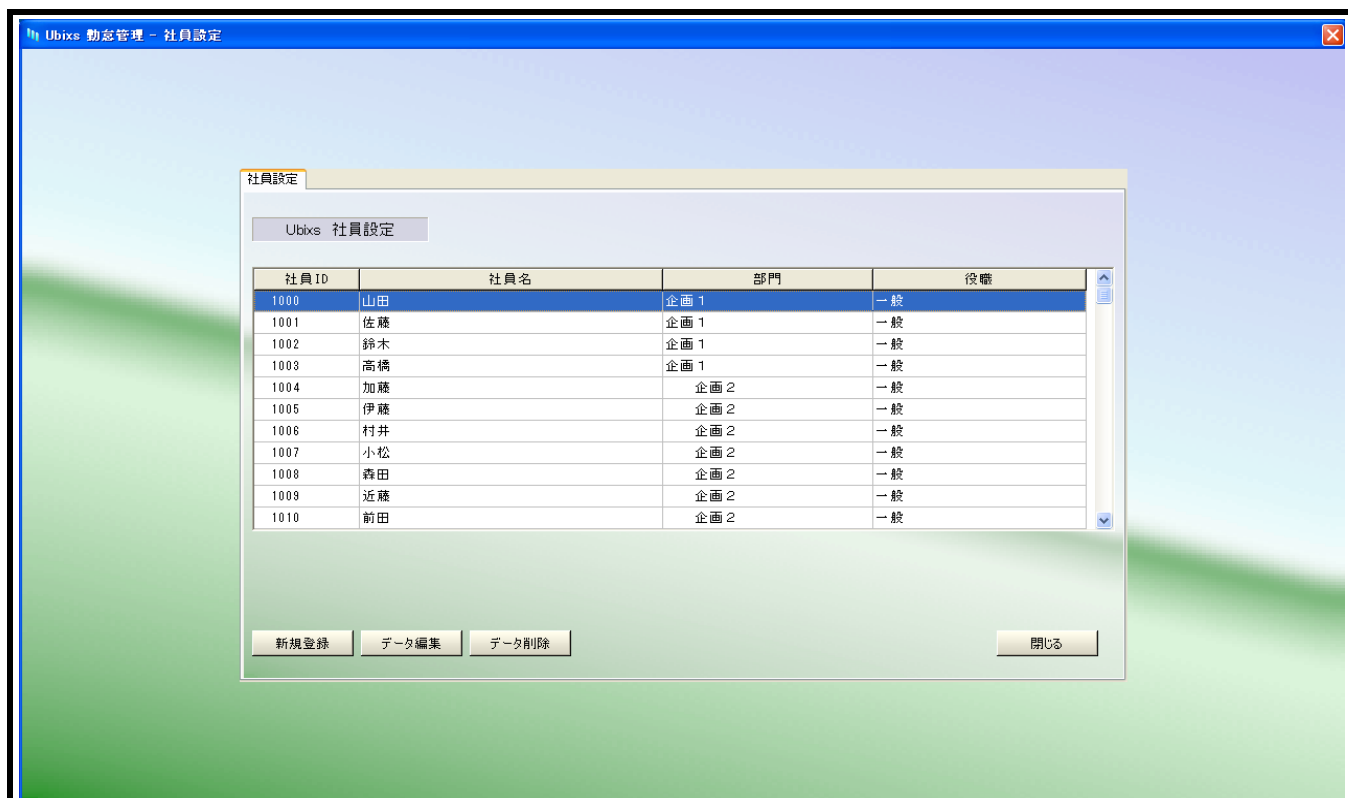 Ubixs 勤怠管理 - 社員設定
社員設定
Ubixs 社員設定
社員ID 社員名 部門 役職
1000 山田 企画1 一般
1001 佐藤 企画1 一般
1002 鈴木 企画1 一般
1003 高橋 企画1 一般
1004 加藤 企画2 一般
1005 伊藤 企画2 一般
1006 村井 企画2 一般
1007 小松 企画2 一般
1008 森田 企画2 一般
1009 近藤 企画2 一般
1010 前田 企画2 一般
新規登録 データ編集 データ削除 閉じる